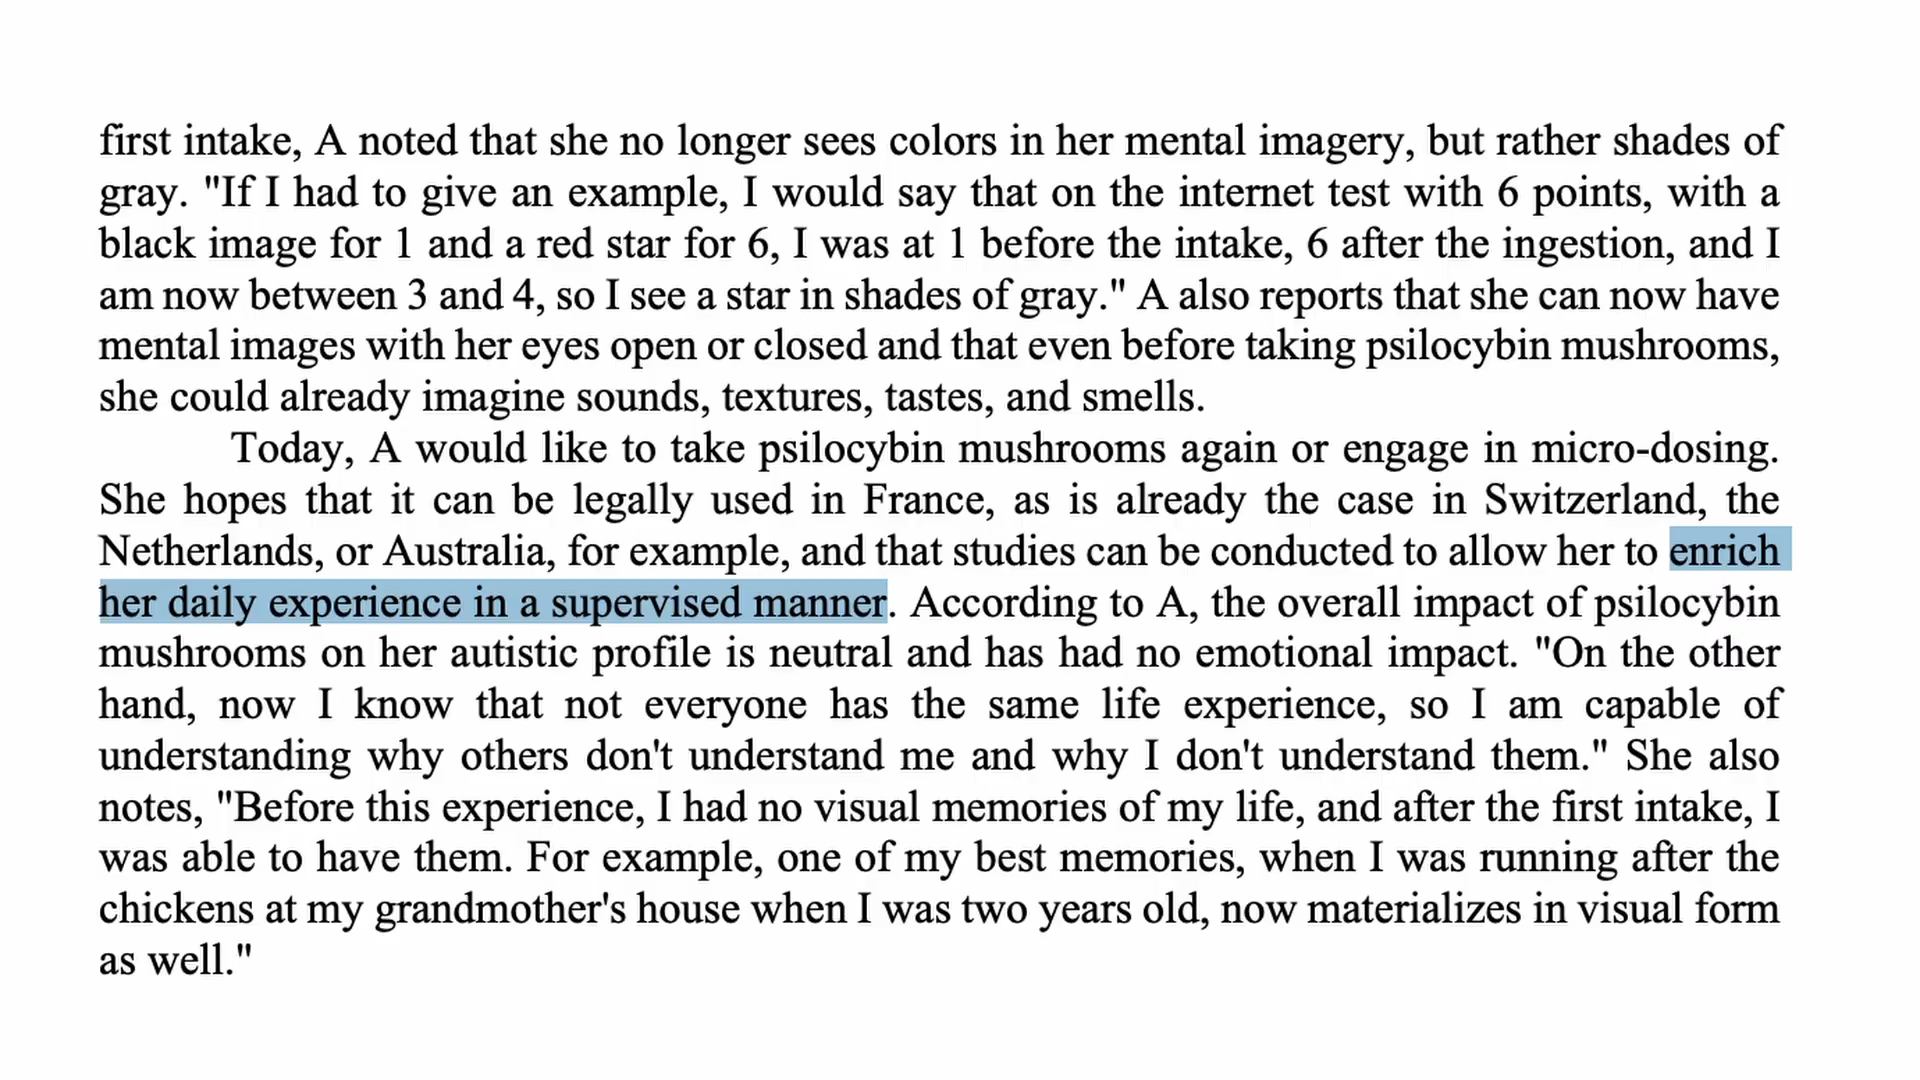 first intake, A noted that she no longer sees colors in her mental imagery, but rather shades of
gray. "If I had to give an example, I would say that on the internet test with 6 points, with a
black image for 1 and a red star for 6, I was at 1 before the intake, 6 after the ingestion, and I
am now between 3 and 4, so I see a star in shades of gray." A also reports that she can now have
mental images with her eyes open or closed and that even before taking psilocybin mushrooms,
she could already imagine sounds, textures, tastes, and smells.
Today, A would like to take psilocybin mushrooms again or engage in micro-dosing.
She hopes that it can be legally used in France, as is already the case in Switzerland, the
Netherlands, or Australia, for example, and that studies can be conducted to allow her to enrich
her daily experience in a supervised manner. According to A, the overall impact of psilocybin
mushrooms on her autistic profile is neutral and has had no emotional impact. "On the other
hand, now I know that not everyone has the same life experience, so I am capable of
understanding why others don't understand me and why I don't understand them." She also
notes, "Before this experience, I had no visual memories of my life, and after the first intake, I
was able to have them. For example, one of my best memories, when I was running after the
chickens at my grandmother's house when I was two years old, now materializes in visual form
as well."